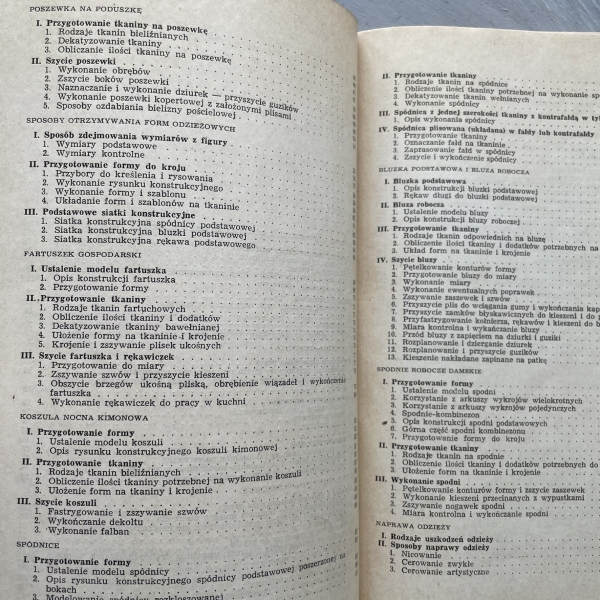 POSZEWKA NA PODUSZKĘ
I. Przygotowanie tkaniny na poszewkę
1. Rodzaje tkanin bieliźnianych
2. Dekatyzowanie tkaniny
3. Obliczanie ilości tkaniny na poszewkę
II. Szycie poszewki
1. Wykonanie obrębów
2. Zszycie boków poszewki
3. Naznaczanie i wykonanie dziurek — przyszycie guzików
4. Wykonanie poszewki kopertowej z założonymi plisami
5. Sposoby ozdabiania bielizny pościelowej
SPOSOBY OTRZYMYWANIA FORM ODZIEŻOWYCH
I. Sposób zdejmowania wymiarów z figury
1. Wymiary podstawowe
2. Wymiary kontrolne
II. Przygotowanie formy do kroju
1. Przybory do kreślenia i rysowania
2. Wykonanie rysunku konstrukcyjnego
3. Wykonanie formy i szablonu
4. Układanie form i szablonów na tkaninie
III. Podstawowe siatki konstrukcyjne
1. Siatka konstrukcyjna spódnicy podstawowej
2. Siatka konstrukcyjna bluzki podstawowej
3. Siatka konstrukcyjna rękawa podstawowego
FARTUSZEK GOSPODARSKI
I. Ustalenie modelu fartuszka
1. Opis konstrukcji fartuszka
2. Przygotowanie formy
II. Przygotowanie tkaniny
1. Rodzaje tkanin fartuchowych
2. Obliczenie ilości tkaniny i dodatków
3. Dekatyzowanie tkaniny bawełnianej
4. Ułożenie formy na tkaninie i krojenie
5. Krojenie i zszywanie plisek ukośnych
III. Szycie fartuszka i rękawiczek
1. Przygotowanie do miary
2. Zszywanie szwów i przyszycie kieszeni
3. Obszycie brzegów ukośną pliską, obrębienie wiązadeł i wykończenie
fartuszka
4. Wykonanie rękawiczek do pracy w kuchni
KOSZULA NOCNA KIMONOWA
I. Przygotowanie formy
1. Ustalenie modelu koszuli
2. Opis rysunku konstrukcyjnego koszuli kimonowej
II. Przygotowanie tkaniny
1. Rodzaje tkanin bieliźnianych
2. Obliczenie ilości tkaniny potrzebnej na wykonanie koszuli
3. Ułożenie form na tkaninie i krojenie
III. Szycie koszuli
1. Fastrygowanie i zszywanie szwów
2. Wykończanie dekoltu
3. Wykonanie falban
SPÓDNICE
I. Przygotowanie formy
1. Ustalenie modelu spódnicy
2. Opis rysunku konstrukcyjnego spódnicy podstawowej poszerzonej na
bokach
3. Modelowanie spódnicy rozkloszowanej
II. Przygotowanie tkaniny
1. Rodzaje tkanin na spódnice
2. Obliczenie ilości tkaniny potrzebnej na wykonanie
3. Dekatyzowanie tkanin wełnianych
4. Wykonanie spódnicy
III. Spódnica z jednej szerokości tkaniny z kontrafałdą w
1. Opis wykonania spódnicy
IV. Spódnica plisowana (układana) w fałdy lub kontrafałdy
1. Przygotowanie tkaniny
2. Oznaczanie fałd na tkaninie
3. Zaprasowanie fałd w spódnicy
4. Zszycie i wykończenie spódnicy
BLUZKA PODSTAWOWA I BLUZA ROBOCZA
I. Bluzka podstawowa
1. Opis konstrukcji bluzki podstawowej
2. Rękaw długi do bluzki podstawowej
II. Bluza robocza
1. Ustalenie modelu bluzy
2. Opis konstrukcji bluzy roboczej
III. Przygotowanie tkaniny
1. Rodzaje tkanin odpowiednich na bluzę
2. Obliczenie ilości tkaniny i dodatków potrzebnych na
3. Układ form na tkaninie i krojenie
IV. Szycie bluzy
1. Pętelkowanie konturów formy
2. Przygotowanie bluzy do miary
3. Wykonanie miary
4. Wykonanie ewentualnych poprawek
5. Zszywanie zaszewek i szwów
6. Przyszycie plis do wciągania gumy i wykończania
7. Przyszycie zamków błyskawicznych do kieszeni i do
8. Przyfastrygowanie kołnierza, rękawów i kieszeni do
9. Miara kontrolna i wykańczanie bluzy
10. Przód bluzy z zapięciem na dziurki i guziki
11. Rozplanowanie i dzierganie dziurek
12. Rozplanowanie i przyszycie guzików
13. Kieszenie nakładane zapinane na patkę
SPODNIE ROBOCZE DAMSKIE
I. Przygotowanie formy
1. Ustalenie modelu spodni
2. Korzystanie z arkuszy wykrojów wielokrotnych
3. Korzystanie z arkuszy wykrojów pojedynczych
4. Spodnie-kombinezon
5. Opis konstrukcji spodni podstawowych
6. Górna część spodni kombinezonu
7. Przygotowanie formy do kroju
II. Przygotowanie tkaniny
1. Rodzaje tkanin na spodnie
2. Obliczenie ilości tkaniny i dodatków potrzebnych do
3. Ułożenie form na tkaninie i krojenie
III. Wykonanie spodni
1. Pętelkowanie konturów formy i zszycie zaszewek
2. Wykonanie kieszeni przecinanych z wypustkami
3. Zszywanie nogawek spodni
4. Miara kontrolna i wykończanie spodni
NAPRAWA ODZIEŻY
I. Rodzaje uszkodzeń odzieży
II. Sposoby naprawy odzieży
1. Nicowanie
2. Cerowanie zwykłe
3. Cerowanie artystyczne